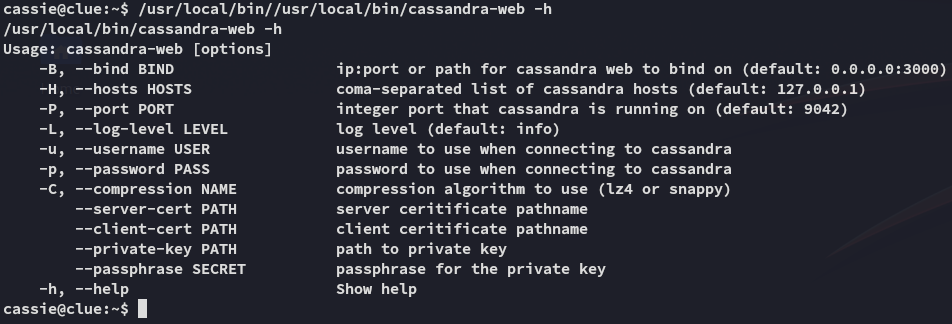 cassie@clue:~$ /usr/local/bin//usr/local/bin/cassandra-web -h
/usr/local/bin/cassandra-web -h
Usage: cassandra-web [options]
    -B, --bind BIND                  ip:port or path for cassandra web to bind on (default: 0.0.0.0:3000)
    -H, --hosts HOSTS                coma-separated list of cassandra hosts (default: 127.0.0.1)
    -P, --port PORT                  integer port that cassandra is running on (default: 9042)
    -L, --log-level LEVEL            log level (default: info)
    -u, --username USER              username to use when connecting to cassandra
    -p, --password PASS              password to use when connecting to cassandra
    -C, --compression NAME           compression algorithm to use (lz4 or snappy)
        --server-cert PATH           server ceritificate pathname
        --client-cert PATH           client ceritificate pathname
        --private-key PATH           path to private key
        --passphrase SECRET          passphrase for the private key
    -h, --help                       Show help
cassie@clue:~$